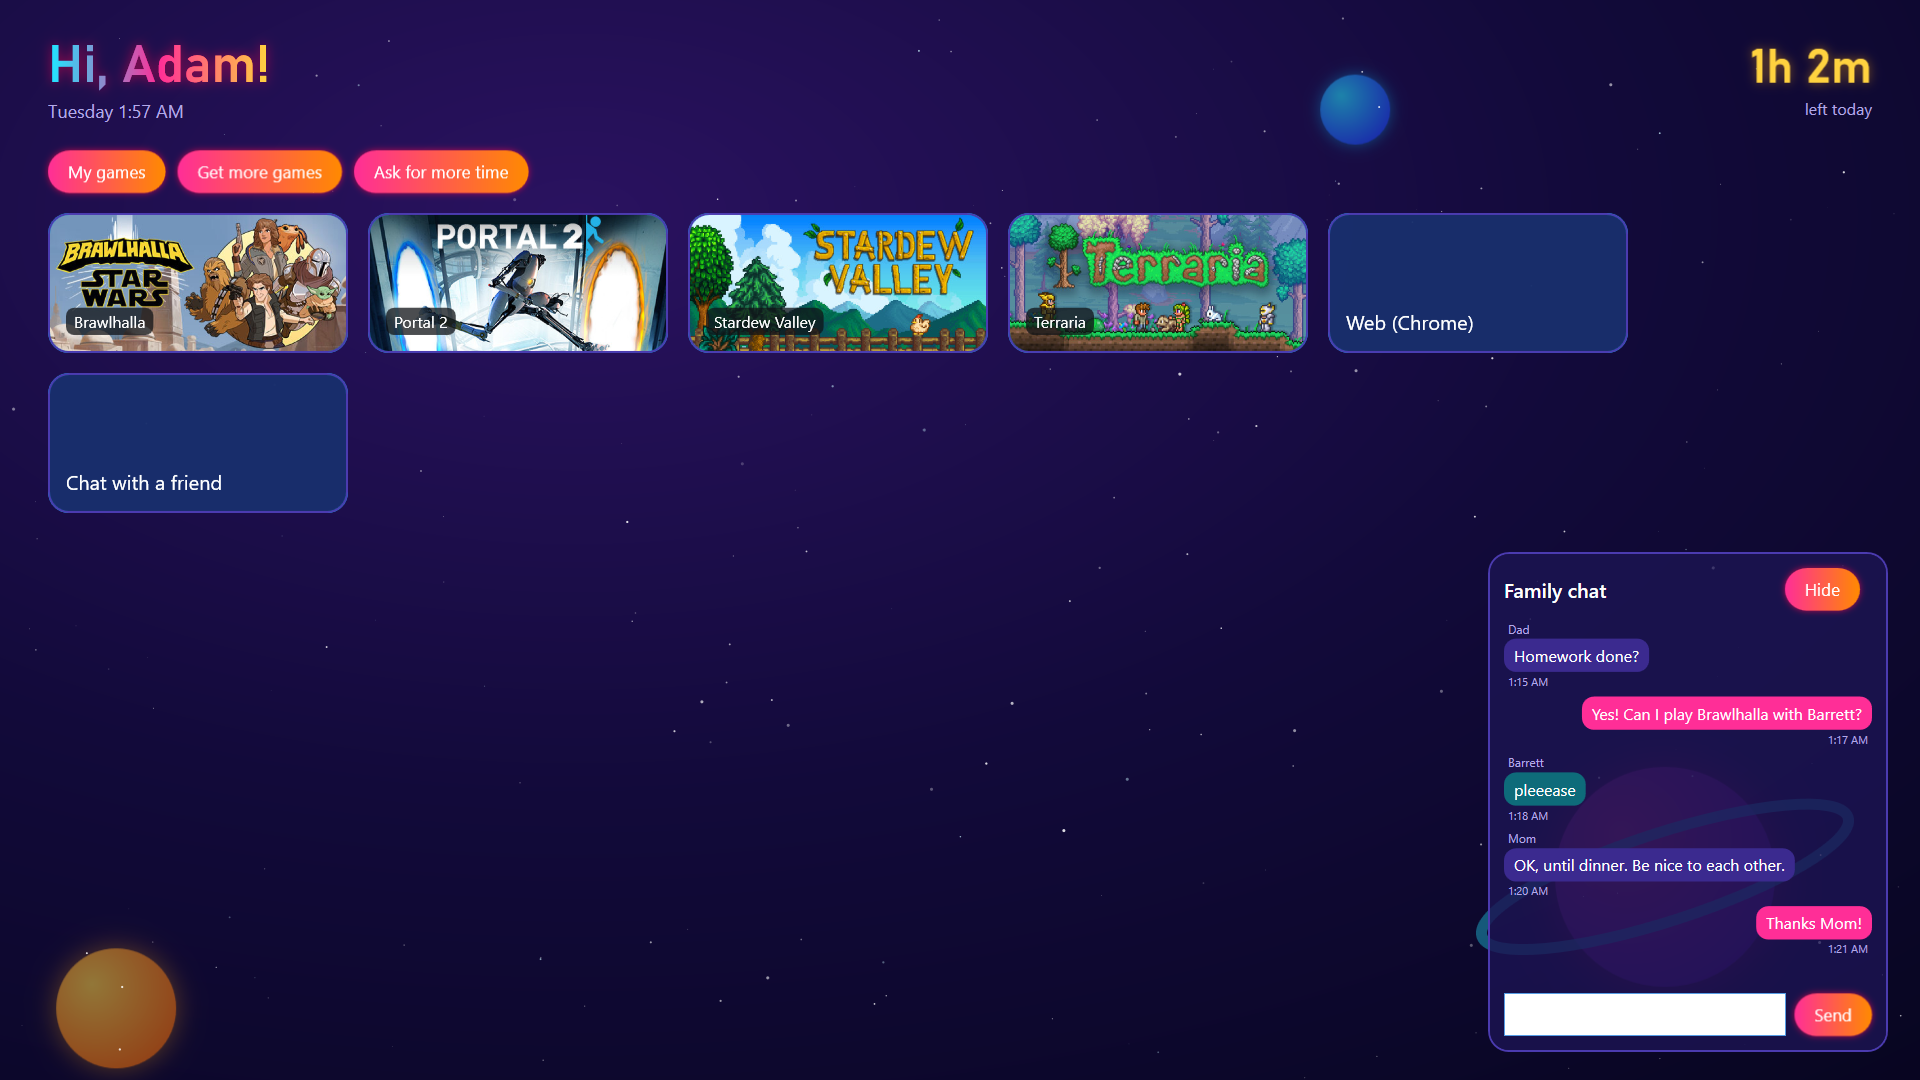 Hi, Adam!
Tuesday 1:57 AM
1h 2m
left today
My games
Get more games
Ask for more time
BRAWLHALLA
STAR
WARS
Brawlhalla
PORTAL 2
Portal 2
STARDEW
VALLEY
Stardew Valley
Terraria
Terraria
Web (Chrome)
Chat with a friend
Family chat
Hide
Dad
Homework done?
1:15 AM
Yes! Can I play Brawlhalla with Barrett?
1:17 AM
Barrett
pleeease
1:18 AM
Mom
OK, until dinner. Be nice to each other.
1:20 AM
Thanks Mom!
1:21 AM
Send